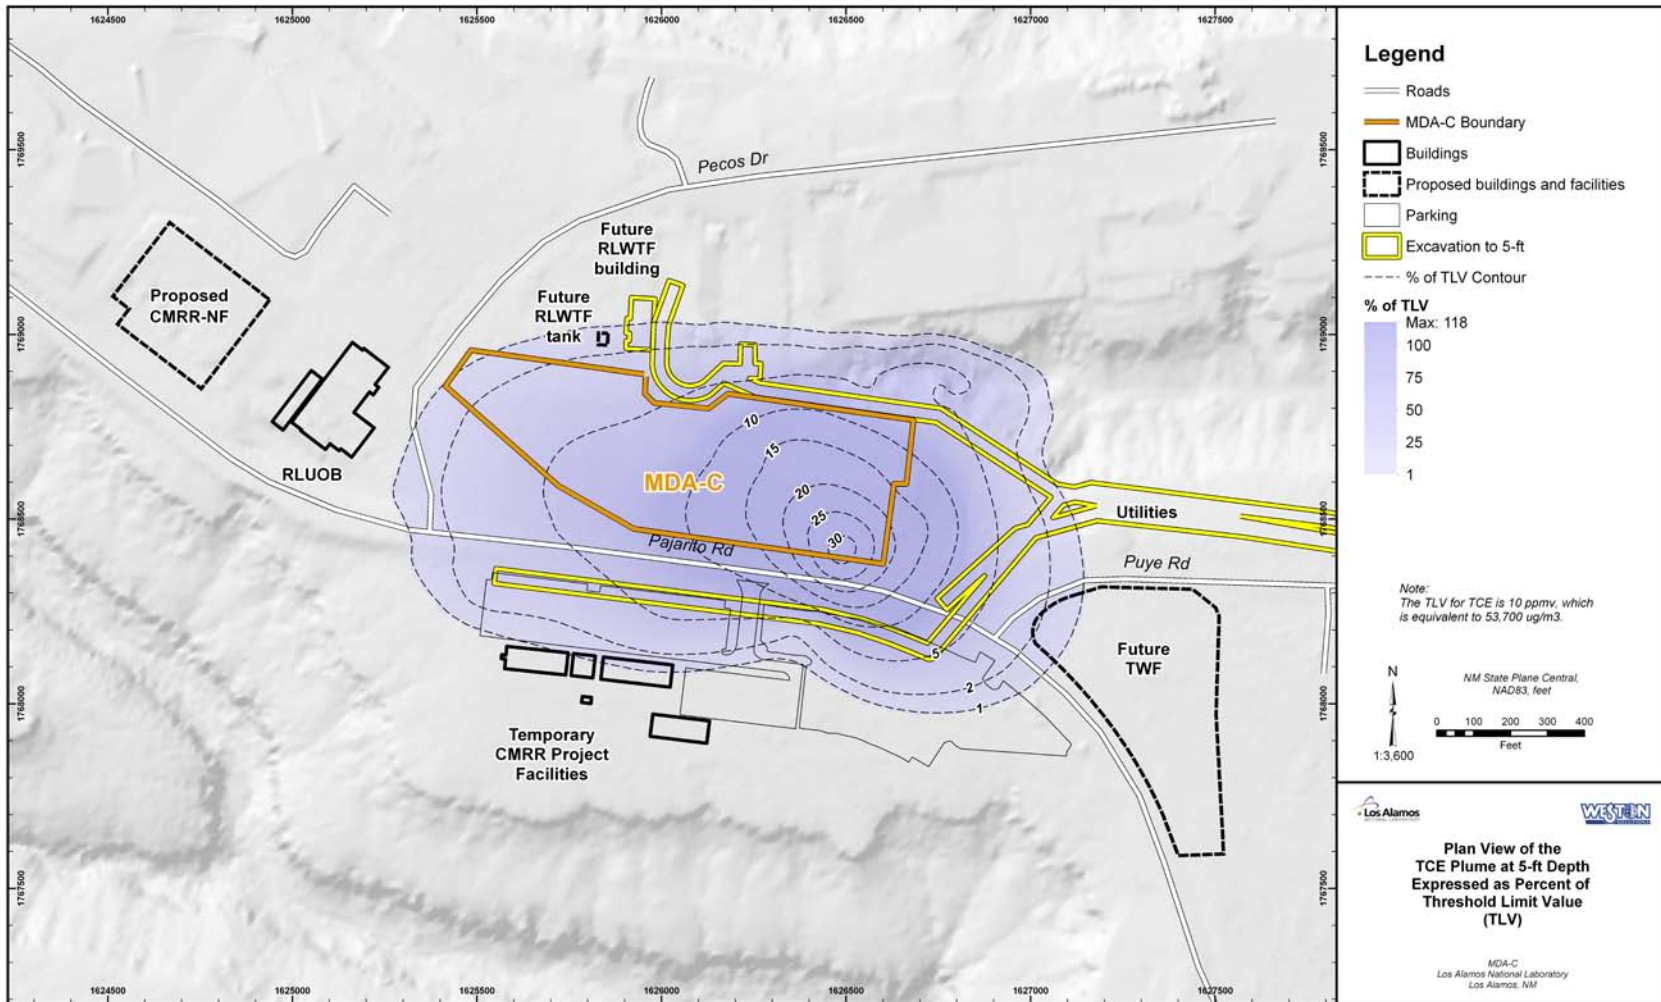 1624500
1625000
1625500
1626000
1626500
1627000
1627500
1769500
1769000
1768500
1768000
1767500
1769500
1769000
1768500
1768000
1767500
Pecos Dr
Future
RLWTF
building
Future
RLWTF
tank
Proposed
CMRR-NF
RLUOB
MDA-C
10
15
20
25
30
Pajarito Rd
Utilities
Puye Rd
5
2
1
Future
TWF
Temporary
CMRR Project
Facilities
1624500
1625000
1625500
1626000
1626500
1627000
1627500
Legend
Roads
MDA-C Boundary
Buildings
Proposed buildings and facilities
Parking
Excavation to 5-ft
% of TLV Contour
% of TLV
Max: 118
100
75
50
25
1
Note:
The TLV for TCE is 10 ppmv, which
is equivalent to 53,700 ug/m3.
N
1:3,600
NM State Plane Central,
NAD83, feet
0 100 200 300 400
Feet
Los Alamos
NATIONAL LABORATORY
WESTON
SOLUTIONS
Plan View of the
TCE Plume at 5-ft Depth
Expressed as Percent of
Threshold Limit Value
(TLV)
MDA-C
Los Alamos National Laboratory
Los Alamos, NM